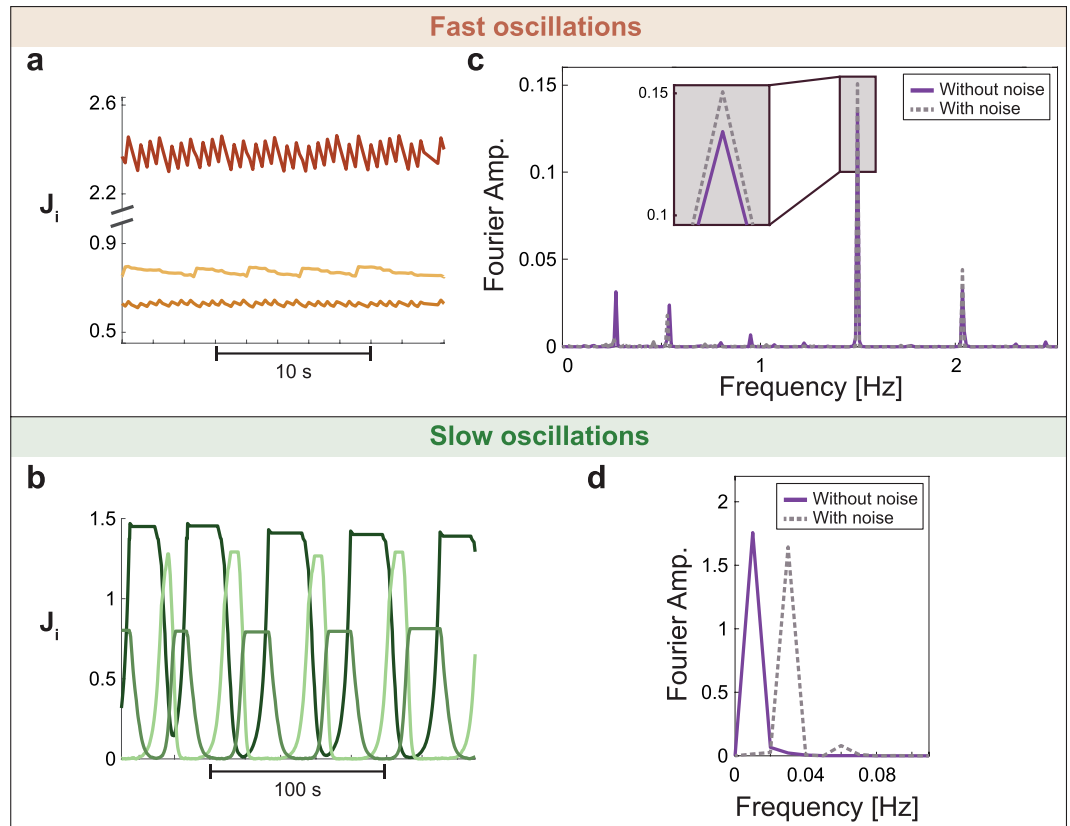 Fast oscillations
a
2.6
2.2
J_i
0.9
0.5
10 s
c
0.15
0.1
0.05
0
0.15
0.1
Without noise
With noise
Fourier Amp.
0
1
2
Frequency [Hz]
Slow oscillations
b
1.5
1
J_i
0.5
0
100 s
d
Without noise
With noise
2
1.5
1
0.5
0
Fourier Amp.
0
0.04
0.08
Frequency [Hz]